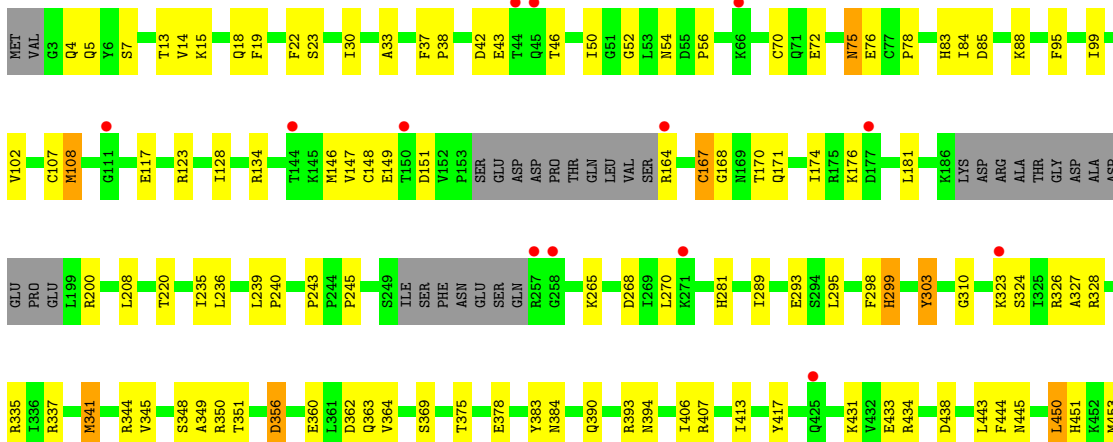 MET VAL G3 Q4 Q5 Y6 S7 T13 V14 K15 Q18 F19 F22 S23 I30 A33 F37 P38 D42 E43 T44 Q45 T46 I50 G51 G52 L53 N54 D55 P56 K66 C70 Q71 E72 N75 E76 C77 P78 H83 I84 D85 K88 F95 I99
V102 C107 M108 G111 E117 R123 I128 R134 T144 K145 M146 V147 C148 E149 T150 D151 V152 P153 SER GLU ASP ASP PRO THR GLN LEU VAL SER R164 C167 G168 N169 T170 Q171 I174 R175 K176 D177 L181 K186 LYS ASP ARG ALA THR GLY ASP ALA ASP
GLU PRO GLU L199 R200 L208 T220 I235 L236 L239 P240 P243 P244 P245 S249 ILE SER PHE ASN GLU SER GLN R257 G258 K265 D268 I269 L270 K271 H281 I289 E293 S294 L295 F298 H299 Y303 G310 K323 S324 I325 R326 A327 R328
R335 I336 R337 M341 R344 V345 S348 A349 R350 T351 D356 E360 L361 D362 Q363 V364 S369 T375 E378 Y383 N384 Q390 R393 N394 I406 R407 I413 Y417 Q425 K431 V432 E433 R434 D438 L443 F444 N445 L450 H451 K452